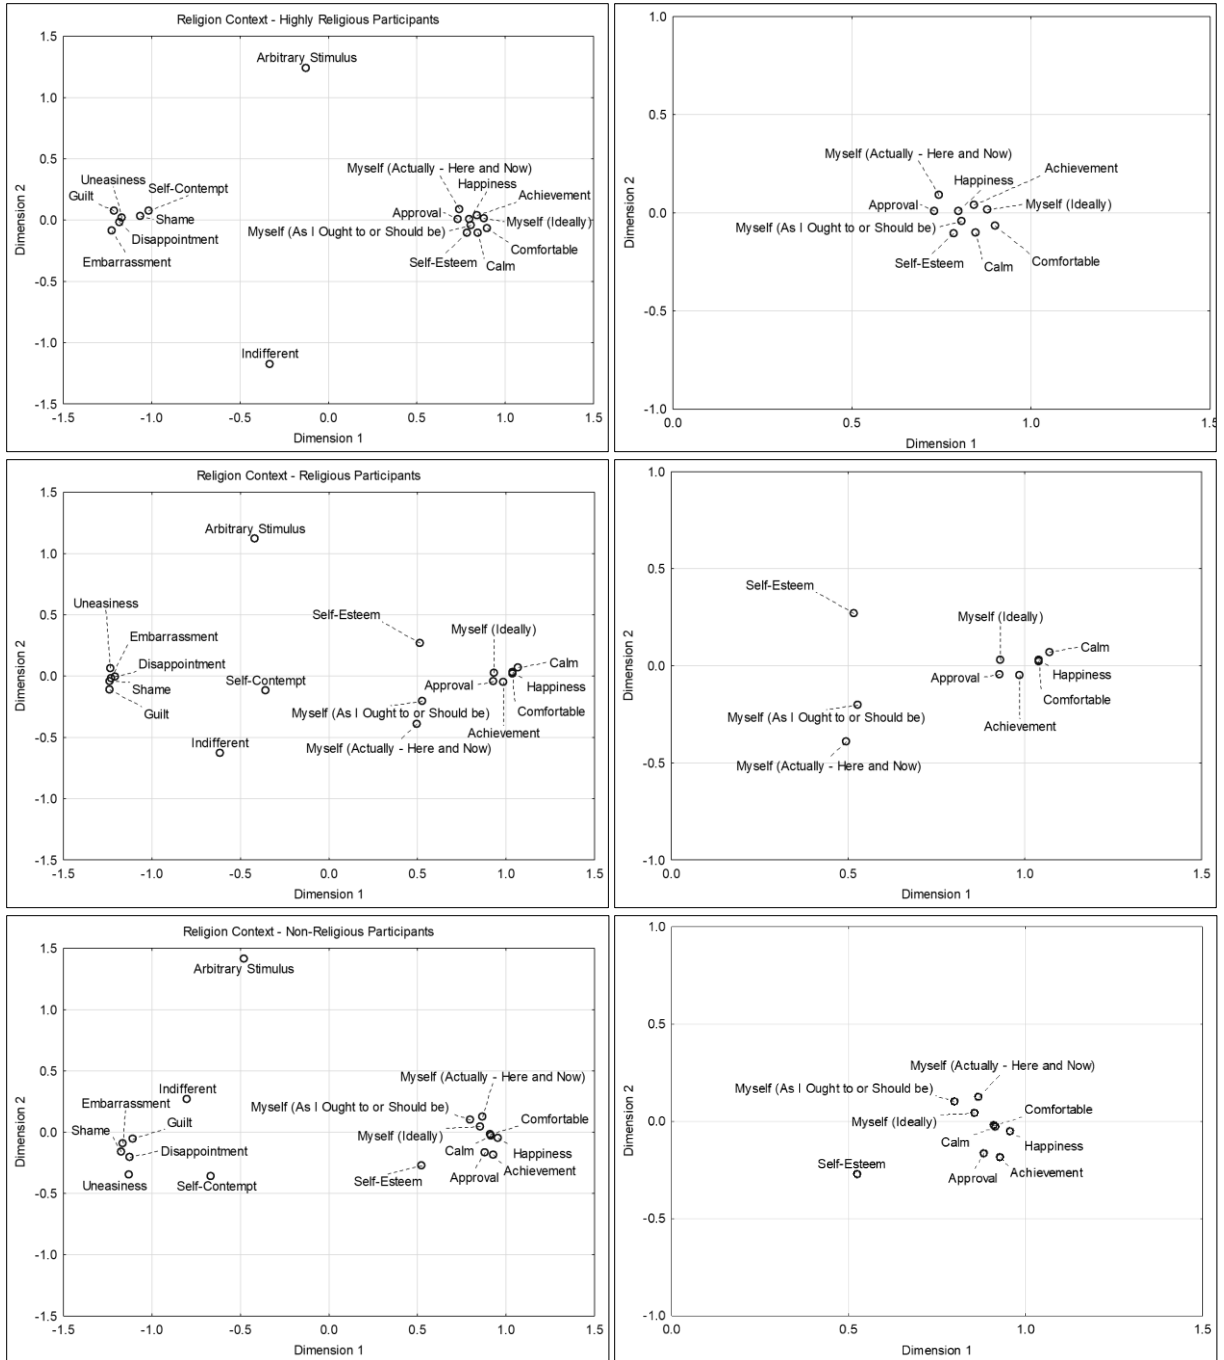 Religion Context - Highly Religious Participants
1.5
1.0
0.5
0.0
-0.5
-1.0
-1.5
Dimension 2
Arbitrary Stimulus
Uneasiness
Guilt
Self-Contempt
Shame
Disappointment
Embarrassment
Myself (Actually - Here and Now)
Happiness
Achievement
Approval
Myself (Ideally)
Myself (As I Ought to or Should be)
Comfortable
Self-Esteem
Calm
Indifferent
-1.5 -1.0 -0.5 0.0 0.5 1.0 1.5
Dimension 1
1.0
0.5
0.0
-0.5
-1.0
Dimension 2
Myself (Actually - Here and Now)
Achievement
Happiness
Approval
Myself (Ideally)
Myself (As I Ought to or Should be)
Self-Esteem
Calm
Comfortable
0.0 0.5 1.0 1.5
Dimension 1
Religion Context - Religious Participants
1.5
1.0
0.5
0.0
-0.5
-1.0
-1.5
Dimension 2
Arbitrary Stimulus
Uneasiness
Embarrassment
Disappointment
Shame
Guilt
Self-Contempt
Indifferent
Self-Esteem
Myself (Ideally)
Calm
Approval
Happiness
Myself (As I Ought to or Should be)
Comfortable
Achievement
Myself (Actually - Here and Now)
-1.5 -1.0 -0.5 0.0 0.5 1.0 1.5
Dimension 1
1.0
0.5
0.0
-0.5
-1.0
Dimension 2
Self-Esteem
Myself (Ideally)
Calm
Approval
Happiness
Comfortable
Myself (As I Ought to or Should be)
Achievement
Myself (Actually - Here and Now)
0.0 0.5 1.0 1.5
Dimension 1
Religion Context - Non-Religious Participants
1.5
1.0
0.5
0.0
-0.5
-1.0
-1.5
Dimension 2
Arbitrary Stimulus
Indifferent
Embarrassment
Shame
Guilt
Disappointment
Uneasiness
Self-Contempt
Myself (Actually - Here and Now)
Myself (As I Ought to or Should be)
Comfortable
Myself (Ideally)
Calm
Happiness
Self-Esteem
Approval
Achievement
-1.5 -1.0 -0.5 0.0 0.5 1.0 1.5
Dimension 1
1.0
0.5
0.0
-0.5
-1.0
Dimension 2
Myself (Actually - Here and Now)
Myself (As I Ought to or Should be)
Comfortable
Myself (Ideally)
Calm
Happiness
Self-Esteem
Approval
Achievement
0.0 0.5 1.0 1.5
Dimension 1